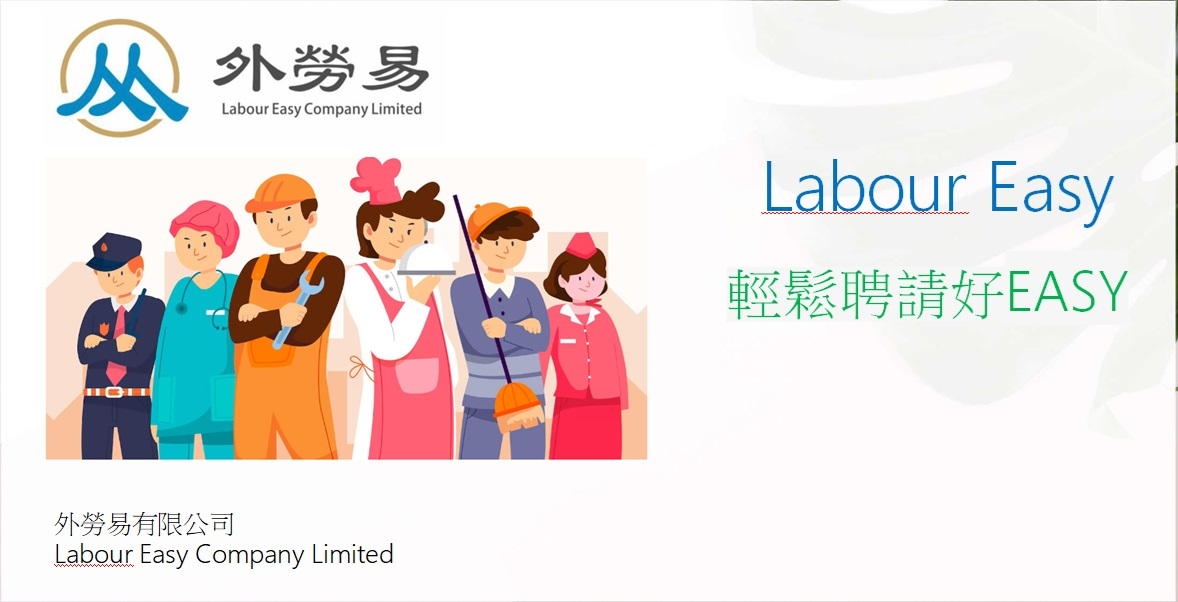 外勞易
Labour Easy Company Limited
Labour Easy
輕鬆聘請好EASY
外勞易有限公司
Labour Easy Company Limited